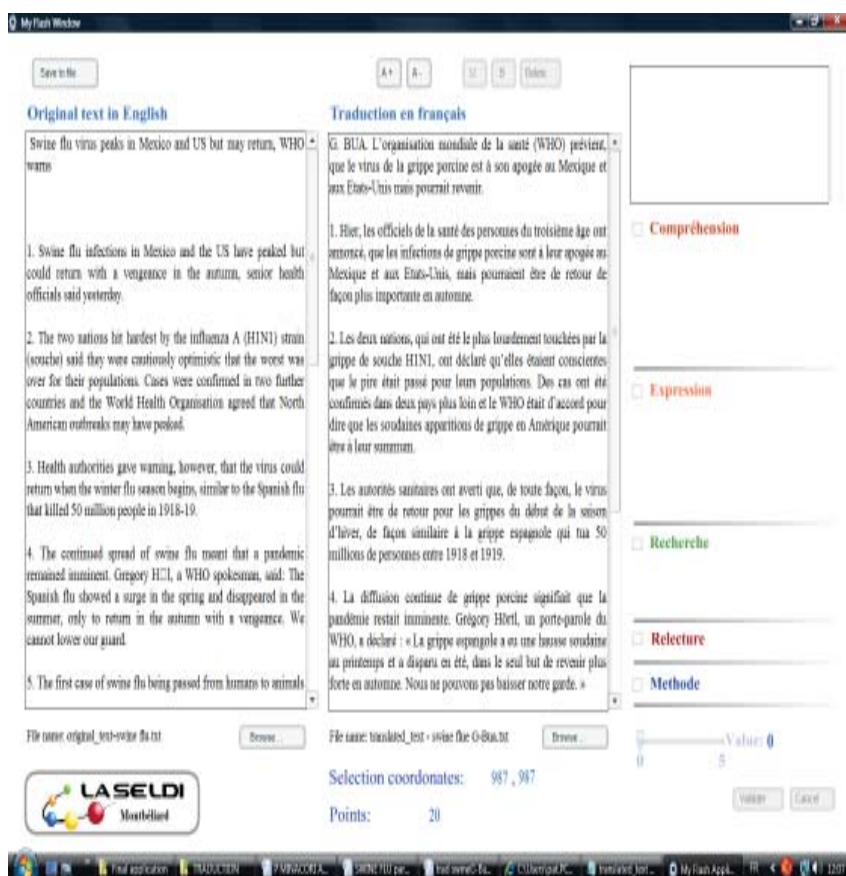 My Flash Window
Save to file
A+ A- M B Delete
Original text in English
Traduction en français
Swine flu virus peaks in Mexico and US but may return, WHO
warns
1. Swine flu infections in Mexico and the US have peaked but
could return with a vengeance in the autumn, senior health
officials said yesterday.
2. The two nations hit hardest by the influenza A (H1N1) strain
(souche) said they were cautiously optimistic that the worst was
over for their populations. Cases were confirmed in two further
countries and the World Health Organisation agreed that North
American outbreaks may have peaked.
3. Health authorities gave warning, however, that the virus could
return when the winter flu season begins, similar to the Spanish flu
that killed 50 million people in 1918-19.
4. The continued spread of swine flu meant that a pandemic
remained imminent. Gregory H□l, a WHO spokesman, said: The
Spanish flu showed a surge in the spring and disappeared in the
summer, only to return in the autumn with a vengeance. We
cannot lower our guard.
5. The first case of swine flu being passed from humans to animals
G. BUA. L'organisation mondiale de la santé (WHO) prévient,
que le virus de la grippe porcine est à son apogée au Mexique et
aux Etats-Unis mais pourrait revenir.
1. Hier, les officiels de la santé des personnes du troisième âge ont
annoncé, que les infections de grippe porcine sont à leur apogée au
Mexique et aux Etats-Unis, mais pourraient être de retour de
façon plus importante en automne.
2. Les deux nations, qui ont été le plus lourdement touchées par la
grippe de souche H1N1, ont déclaré qu'elles étaient conscientes
que le pire était passé pour leurs populations. Des cas ont été
confirmés dans deux pays plus loin et le WHO était d'accord pour
dire que les soudaines apparitions de grippe en Amérique pourrait
être à leur summum.
3. Les autorités sanitaires ont averti que, de toute façon, le virus
pourrait être de retour pour les grippes du début de la saison
d'hiver, de façon similaire à la grippe espagnole qui tua 50
millions de personnes entre 1918 et 1919.
4. La diffusion continue de grippe porcine signifiait que la
pandémie restait imminente. Grégory Hörtl, un porte-parole du
WHO, a déclaré : « La grippe espangole a eu une hausse soudaine
au printemps et a disparu en été, dans le seul but de revenir plus
forte en automne. Nous ne pouvons pas baisser notre garde. »
Compréhension
Expression
Recherche
Relecture
Methode
Value: 0
0 5
Validate Cancel
File name: original_text-swine flu.txt
Browse...
File name: translated_text - swine flue G-Bua.txt
Browse...
Selection coordonates: 987 , 987
Points: 20
LASELDI
Montbéliard
Final application
TRADUCTION
SWINE FLU per...
My Flash Appli...
FR
12:07